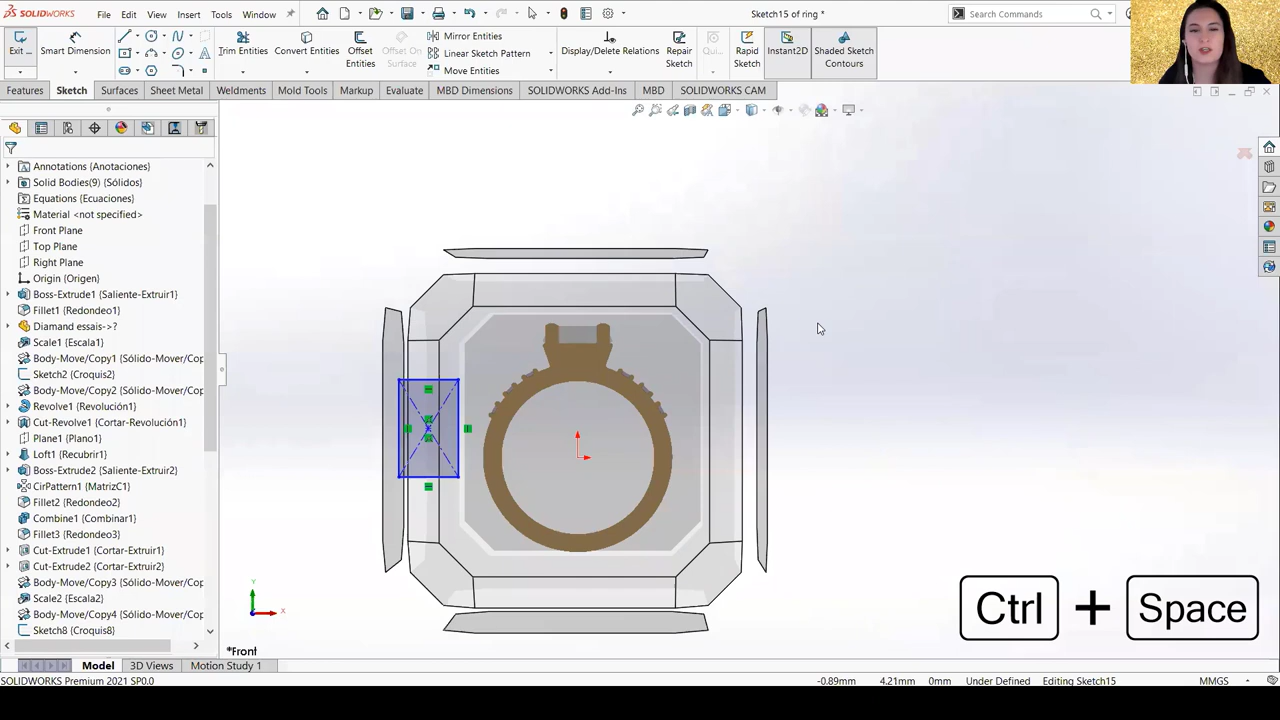 SOLIDWORKS
File
Edit
View
Insert
Tools
Window
Sketch15 of ring *
Search Commands
Exit ...
Smart Dimension
Trim Entities
Convert Entities
Offset Entities
Offset On Surface
Mirror Entities
Linear Sketch Pattern
Move Entities
Display/Delete Relations
Repair Sketch
Qui...
Rapid Sketch
Instant2D
Shaded Sketch Contours
Features
Sketch
Surfaces
Sheet Metal
Weldments
Mold Tools
Markup
Evaluate
MBD Dimensions
SOLIDWORKS Add-Ins
MBD
SOLIDWORKS CAM
Annotations (Anotaciones)
Solid Bodies(9) (Sólidos)
Equations (Ecuaciones)
Material <not specified>
Front Plane
Top Plane
Right Plane
Origin (Origen)
Boss-Extrude1 (Saliente-Extruir1)
Fillet1 (Redondeo1)
Diamand essais->?
Scale1 (Escala1)
Body-Move/Copy1 (Sólido-Mover/Cop
Sketch2 (Croquis2)
Body-Move/Copy2 (Sólido-Mover/Cop
Revolve1 (Revolución1)
Cut-Revolve1 (Cortar-Revolución1)
Plane1 (Plano1)
Loft1 (Recubrir1)
Boss-Extrude2 (Saliente-Extruir2)
CirPattern1 (MatrizC1)
Fillet2 (Redondeo2)
Combine1 (Combinar1)
Fillet3 (Redondeo3)
Cut-Extrude1 (Cortar-Extruir1)
Cut-Extrude2 (Cortar-Extruir2)
Body-Move/Copy3 (Sólido-Mover/Cop
Scale2 (Escala2)
Body-Move/Copy4 (Sólido-Mover/Cop
Sketch8 (Croquis8)
Y
X
*Front
Ctrl + Space
Model
3D Views
Motion Study 1
SOLIDWORKS Premium 2021 SP0.0
-0.89mm
4.21mm
0mm
Under Defined
Editing Sketch15
MMGS